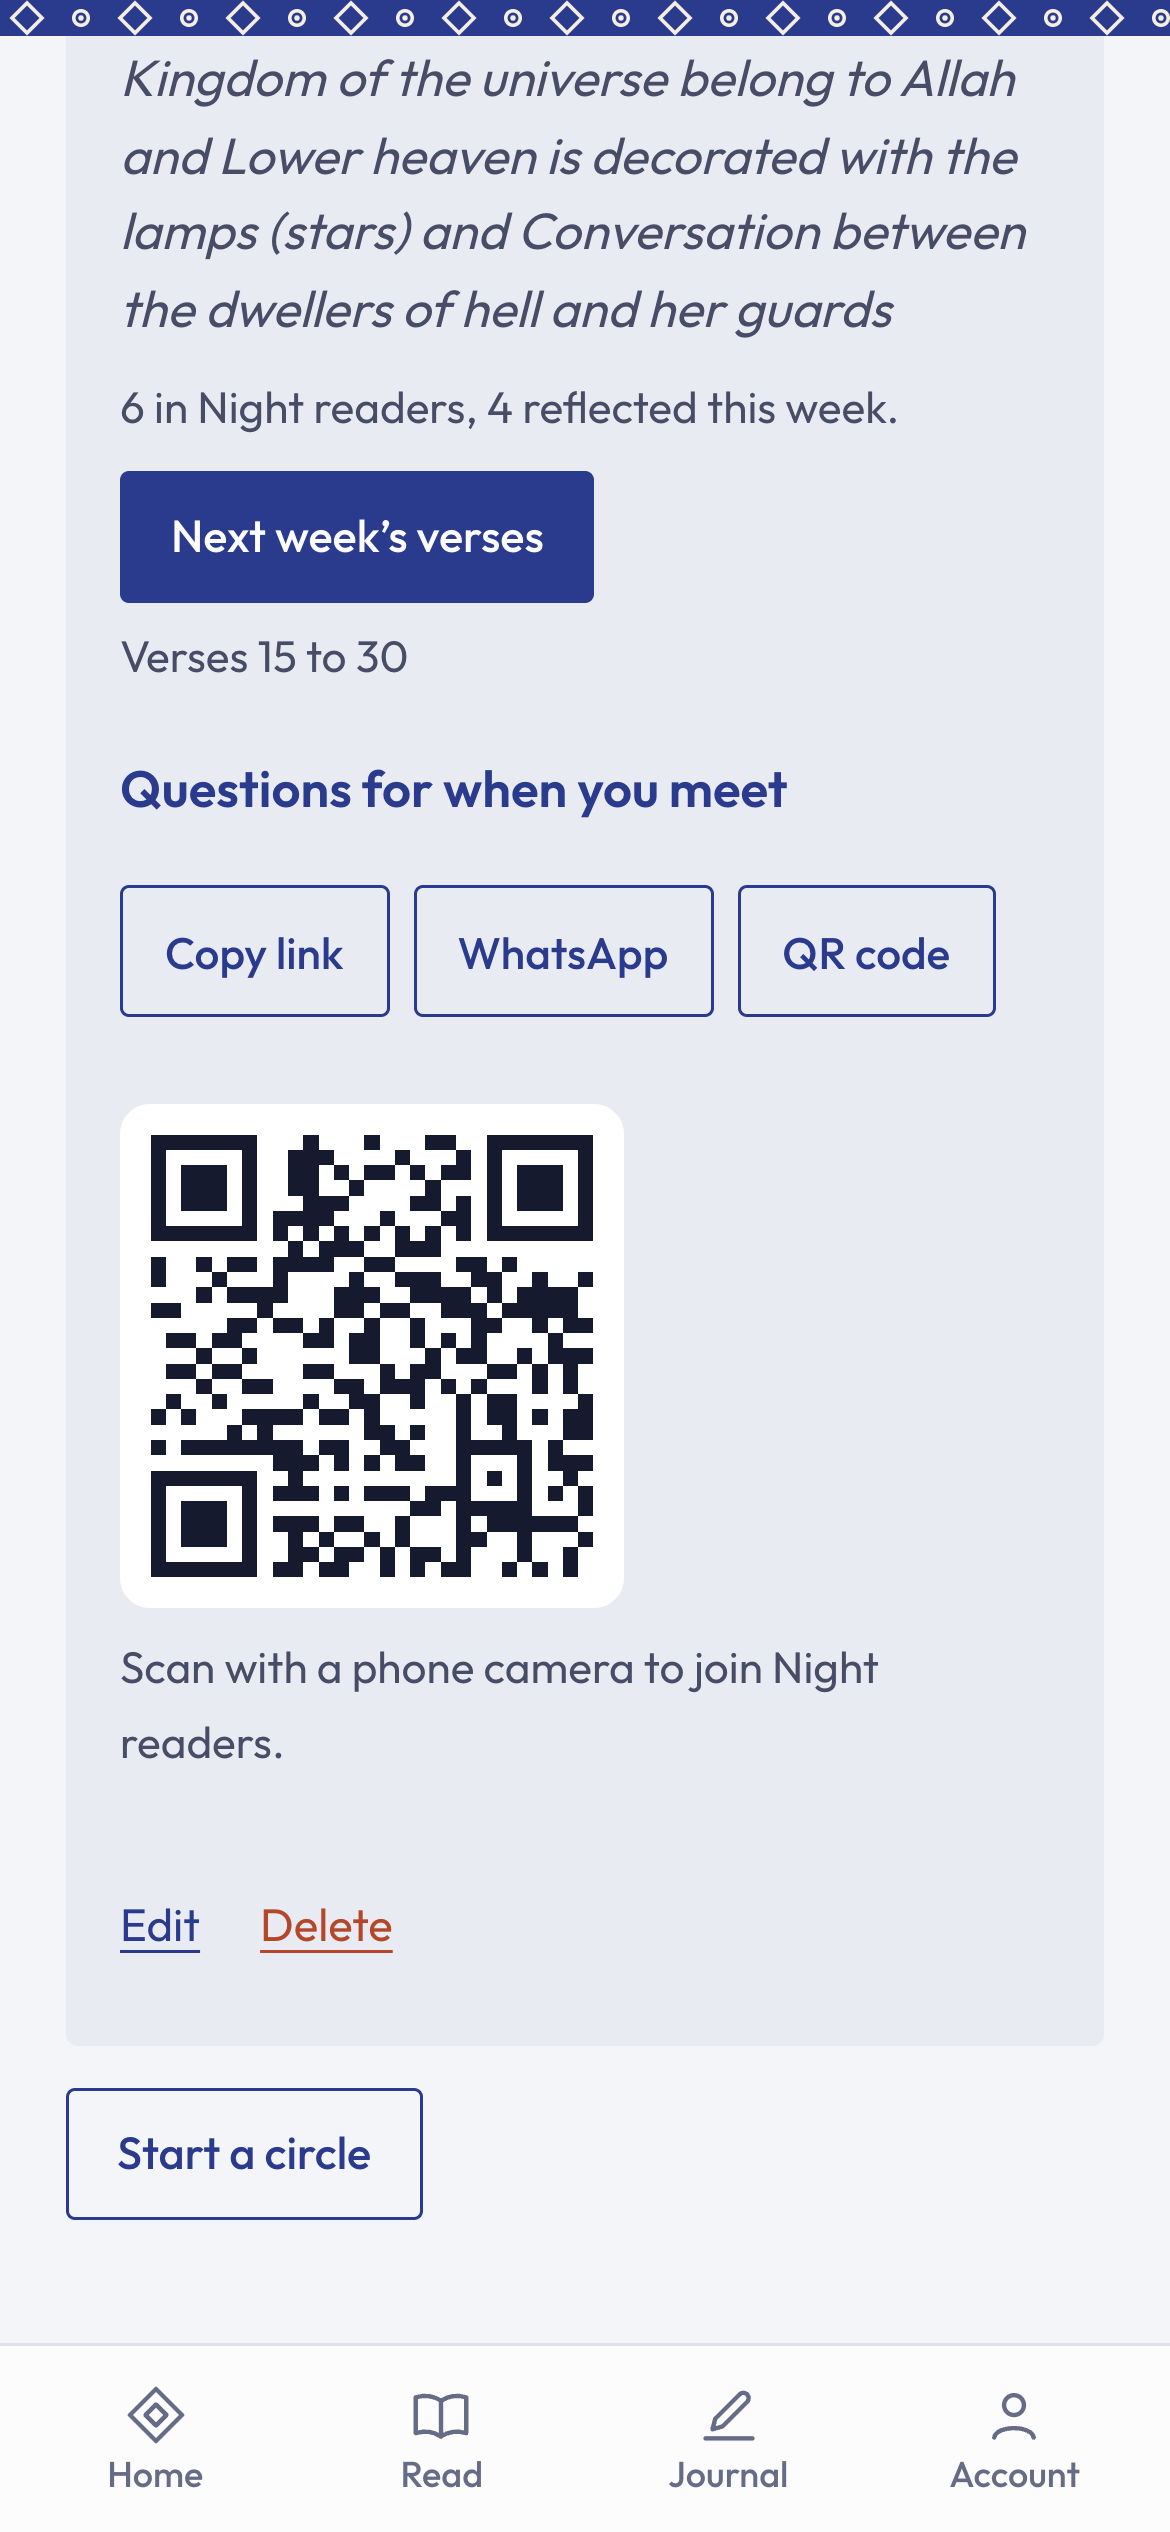 Kingdom of the universe belong to Allah
and Lower heaven is decorated with the
lamps (stars) and Conversation between
the dwellers of hell and her guards
6 in Night readers, 4 reflected this week.
Next week’s verses
Verses 15 to 30
Questions for when you meet
Copy link
WhatsApp
QR code
Scan with a phone camera to join Night
readers.
Edit
Delete
Start a circle
Home
Read
Journal
Account